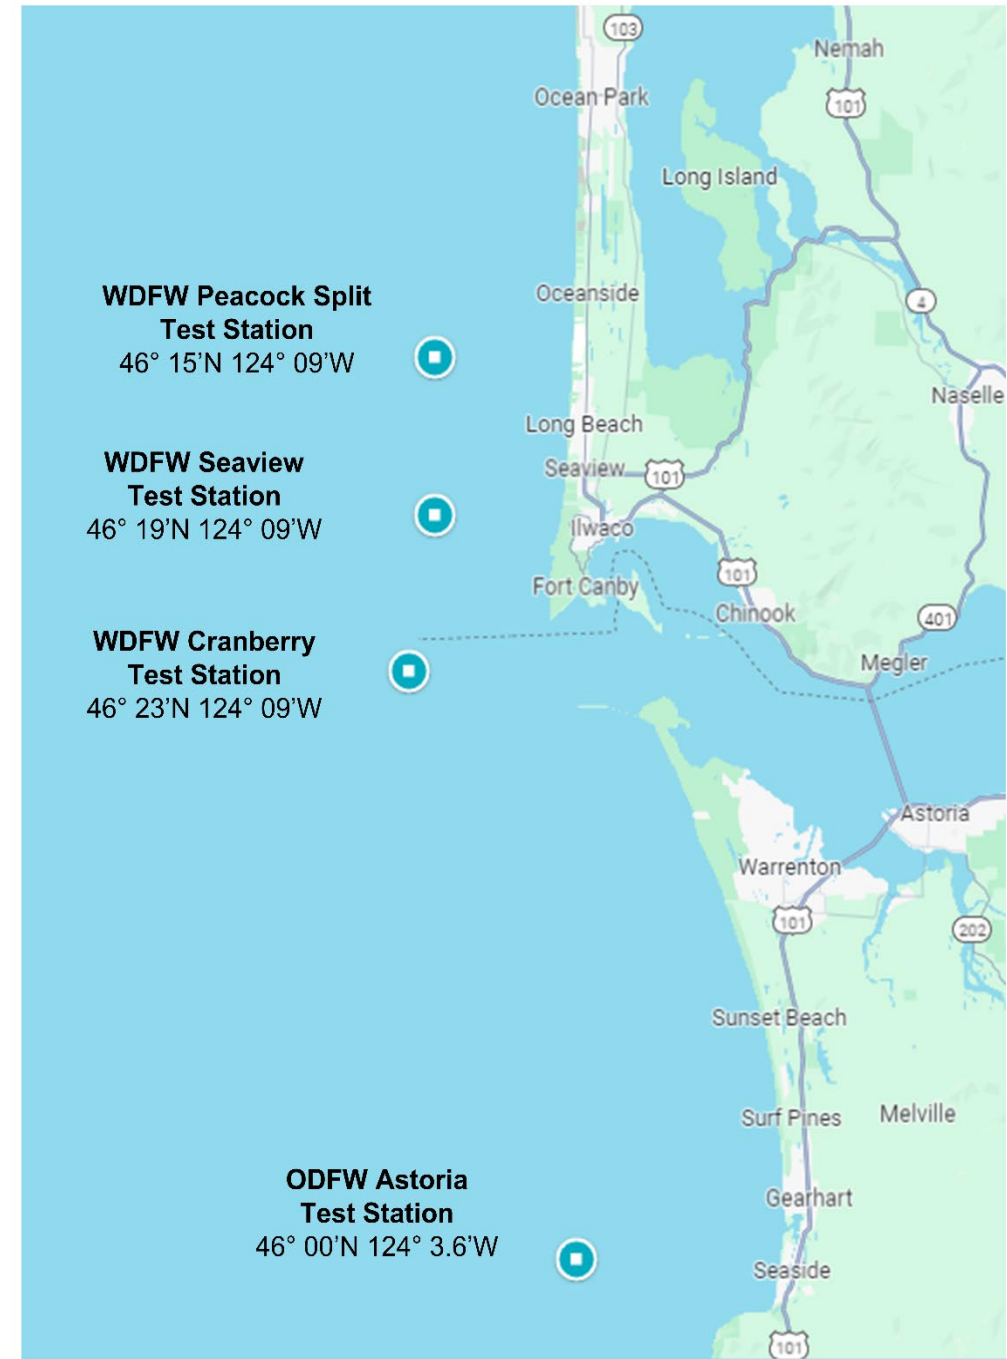 103
Nemah
Ocean Park
101
Long Island
WDFW Peacock Split
Test Station
46° 15’N 124° 09’W
Oceanside
4
Naselle
Long Beach
WDFW Seaview
Test Station
46° 19’N 124° 09’W
Seaview
101
Ilwaco
Fort Canby
101
Chinook
401
WDFW Cranberry
Test Station
46° 23’N 124° 09’W
Megler
Astoria
Warrenton
101
202
Sunset Beach
Surf Pines
Melville
ODFW Astoria
Test Station
46° 00’N 124° 3.6’W
Gearhart
Seaside
101